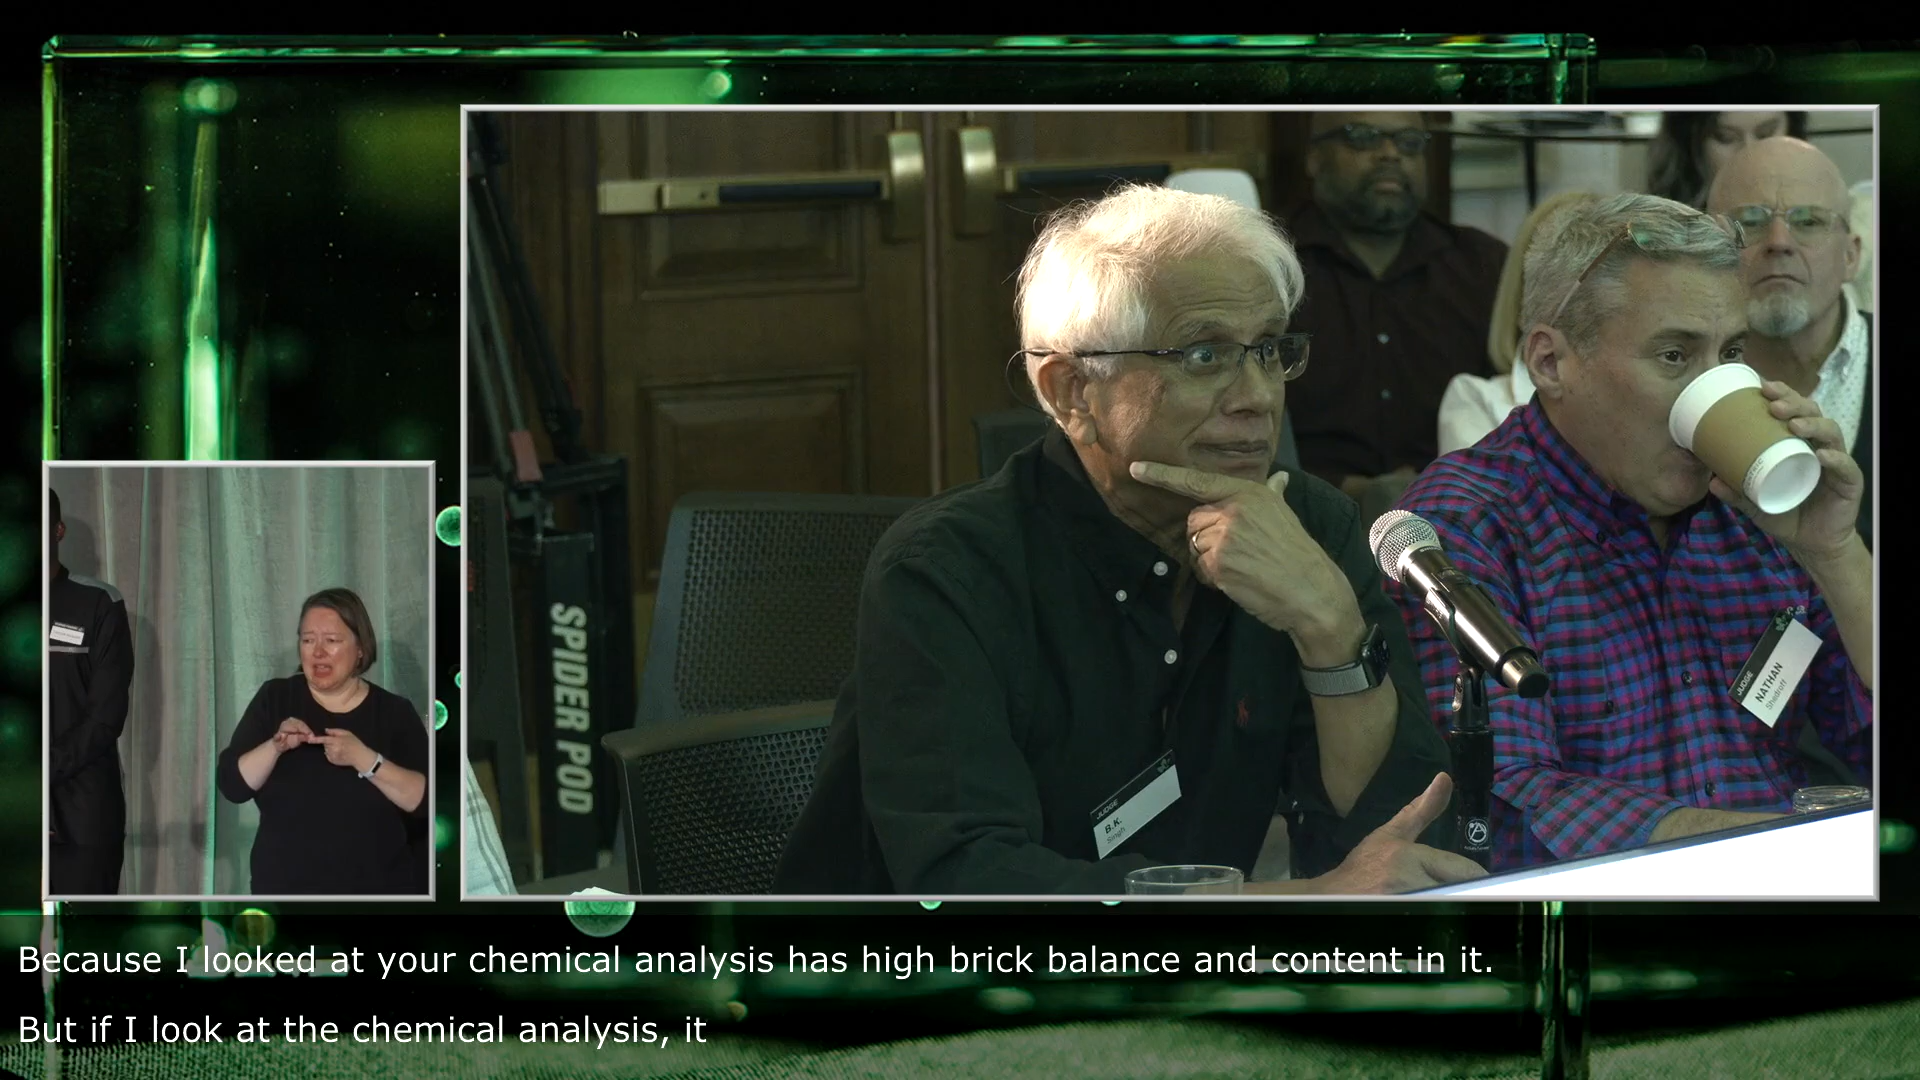 SPIDER POD
JUDGE
B.K.
Singh
JUDGE
NATHAN
Shedroff
Because I looked at your chemical analysis has high brick balance and content in it.
But if I look at the chemical analysis, it